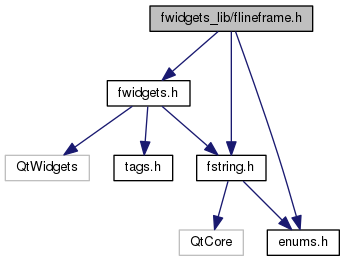 fwidgets_lib/flineframe.h
fwidgets.h
QtWidgets
tags.h
fstring.h
QtCore
enums.h